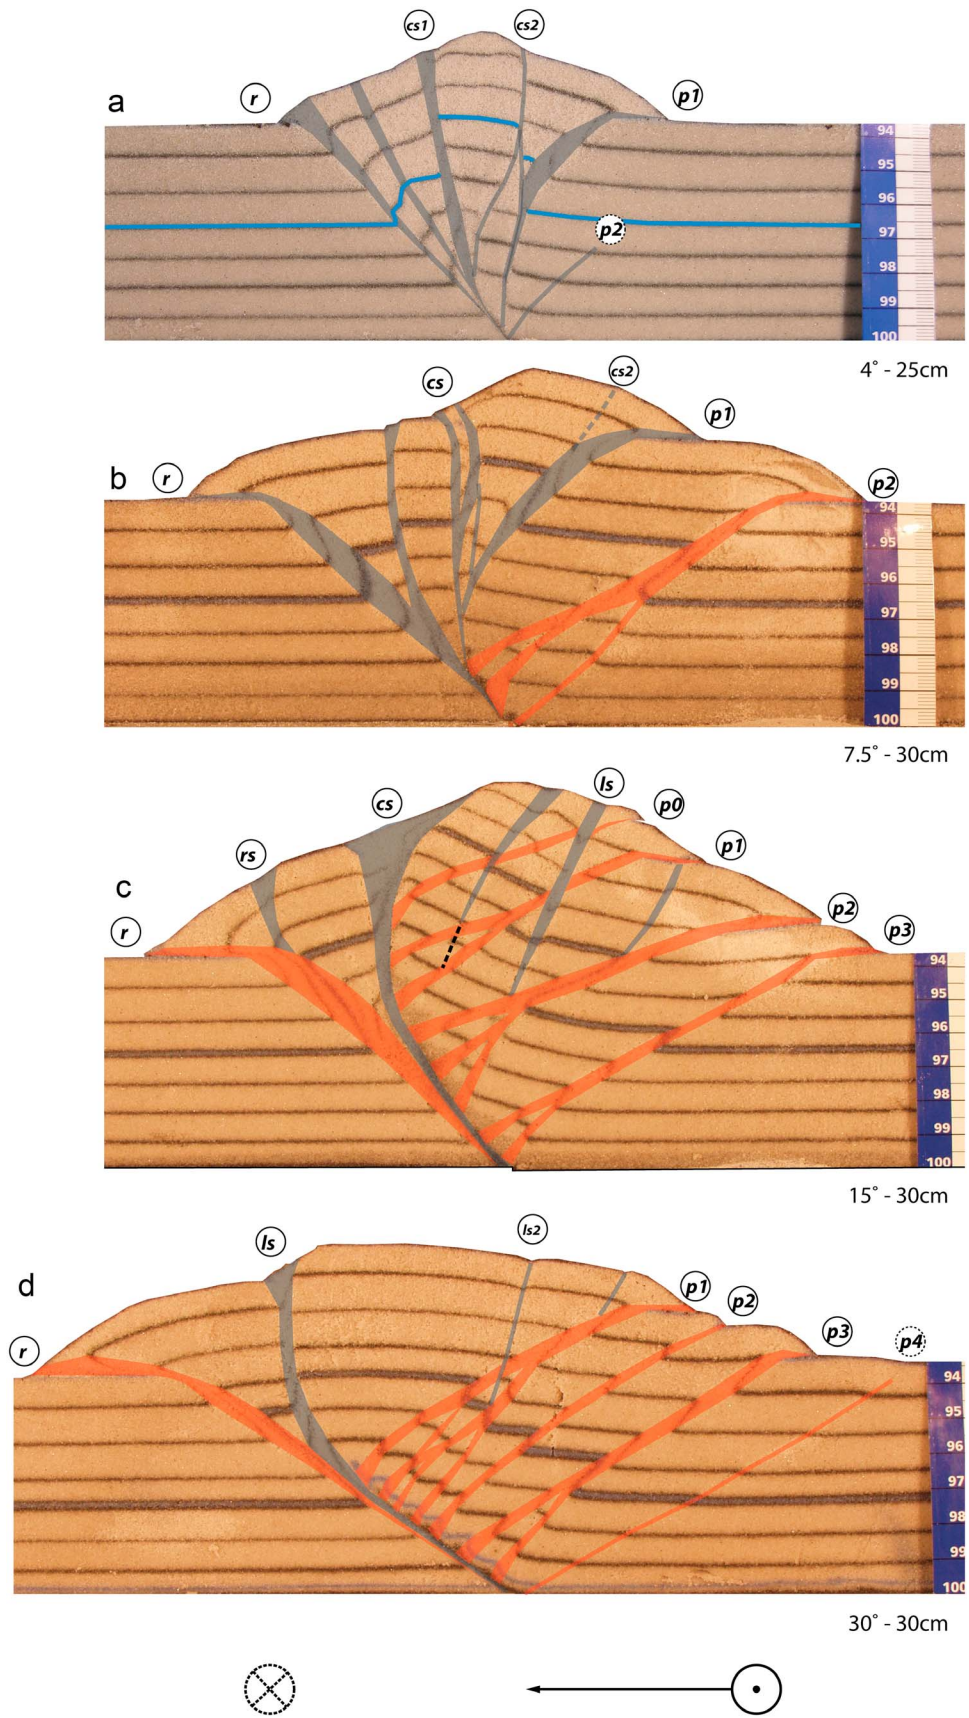 cs1 cs2
r p1
a
94
95
96
p2 97
98
99
100
4° - 25cm
cs cs2
p1
b r p2
94
95
96
97
98
99
100
7.5° - 30cm
cs ls p0
rs p1
c
r p2
p3
94
95
96
97
98
99
100
15° - 30cm
ls ls2
d p1 p2
r p3 p4
94
95
96
97
98
99
100
30° - 30cm